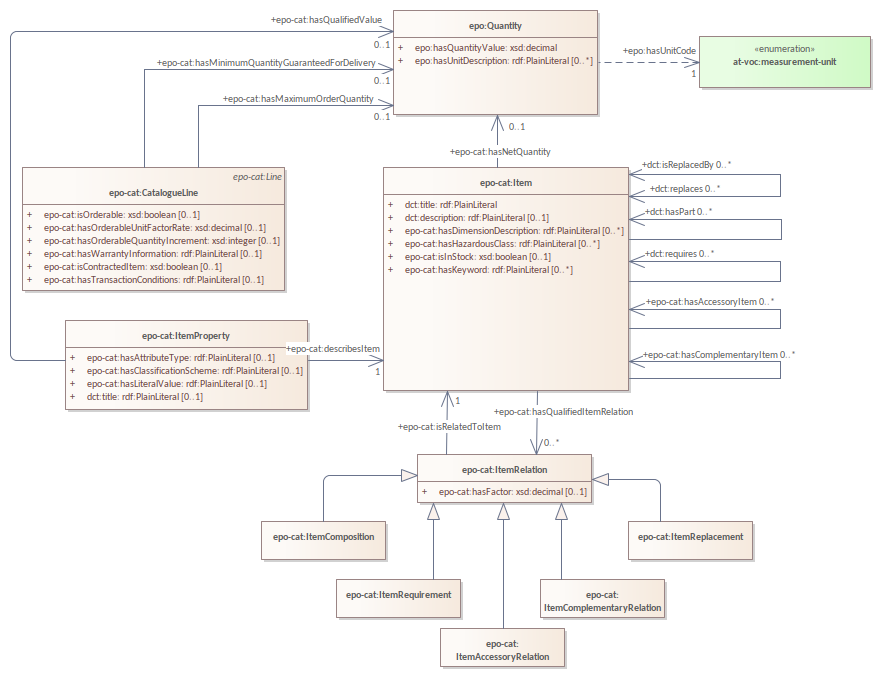 +epo-cat:hasQualifiedValue
0..1
epo:Quantity
+ epo:hasQuantityValue: xsd:decimal
+ epo:hasUnitDescription: rdf:PlainLiteral [0..*]
+epo:hasUnitCode
1
«enumeration»
at-voc:measurement-unit
+epo-cat:hasMinimumQuantityGuaranteedForDelivery
0..1
+epo-cat:hasMaximumOrderQuantity
0..1
0..1
+epo-cat:hasNetQuantity
epo-cat:Line
epo-cat:CatalogueLine
+ epo-cat:isOrderable: xsd:boolean [0..1]
+ epo-cat:hasOrderableUnitFactorRate: xsd:decimal [0..1]
+ epo-cat:hasOrderableQuantityIncrement: xsd:integer [0..1]
+ epo-cat:hasWarrantyInformation: rdf:PlainLiteral [0..1]
+ epo-cat:isContractedItem: xsd:boolean [0..1]
+ epo-cat:hasTransactionConditions: rdf:PlainLiteral [0..1]
epo-cat:Item
+ dct:title: rdf:PlainLiteral
+ dct:description: rdf:PlainLiteral [0..1]
+ epo-cat:hasDimensionDescription: rdf:PlainLiteral [0..*]
+ epo-cat:hasHazardousClass: rdf:PlainLiteral [0..*]
+ epo-cat:isInStock: xsd:boolean [0..1]
+ epo-cat:hasKeyword: rdf:PlainLiteral [0..*]
+dct:isReplacedBy 0..*
+dct:replaces 0..*
+dct:hasPart 0..*
+dct:requires 0..*
+epo-cat:hasAccessoryItem 0..*
+epo-cat:hasComplementaryItem 0..*
epo-cat:ItemProperty
+ epo-cat:hasAttributeType: rdf:PlainLiteral [0..1]
+ epo-cat:hasClassificationScheme: rdf:PlainLiteral [0..1]
+ epo-cat:hasLiteralValue: rdf:PlainLiteral [0..1]
+ dct:title: rdf:PlainLiteral [0..1]
+epo-cat:describesItem
1
1
+epo-cat:isRelatedToItem
+epo-cat:hasQualifiedItemRelation
0..*
epo-cat:ItemRelation
+ epo-cat:hasFactor: xsd:decimal [0..1]
epo-cat:ItemComposition
epo-cat:ItemReplacement
epo-cat:ItemRequirement
epo-cat:
ItemComplementaryRelation
epo-cat:
ItemAccessoryRelation